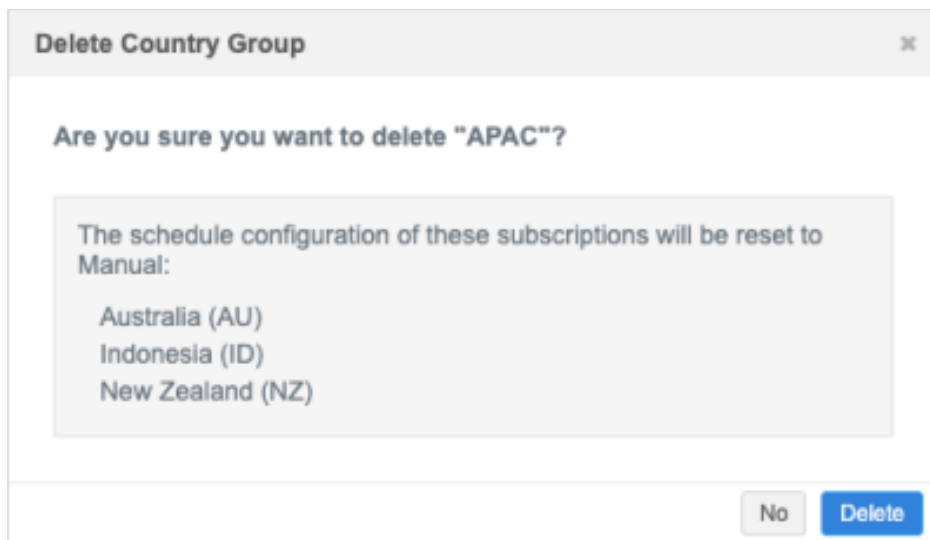 Delete Country Group
Are you sure you want to delete "APAC"?
The schedule configuration of these subscriptions will be reset to
Manual:
Australia (AU)
Indonesia (ID)
New Zealand (NZ)
No
Delete